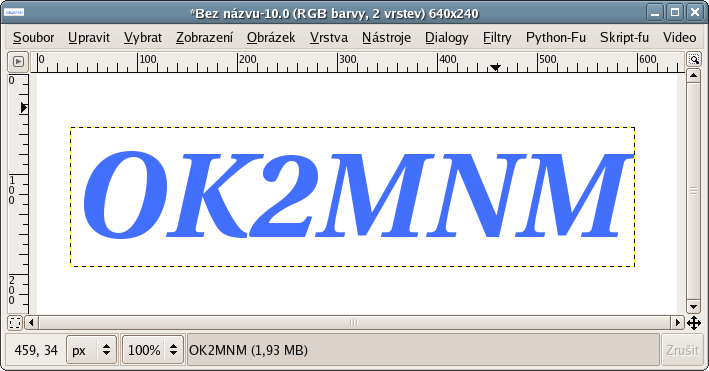 *Bez názvu-10.0 (RGB barvy, 2 vrstev) 640x240
Soubor Upravit Vybrat Zobrazení Obrázek Vrstva Nástroje Dialogy Filtry Python-Fu Skript-fu Video
0 100 200 300 400 500 600
0
100
200
OK2MNM
459, 34 px 100% OK2MNM (1,93 MB) Zrušit